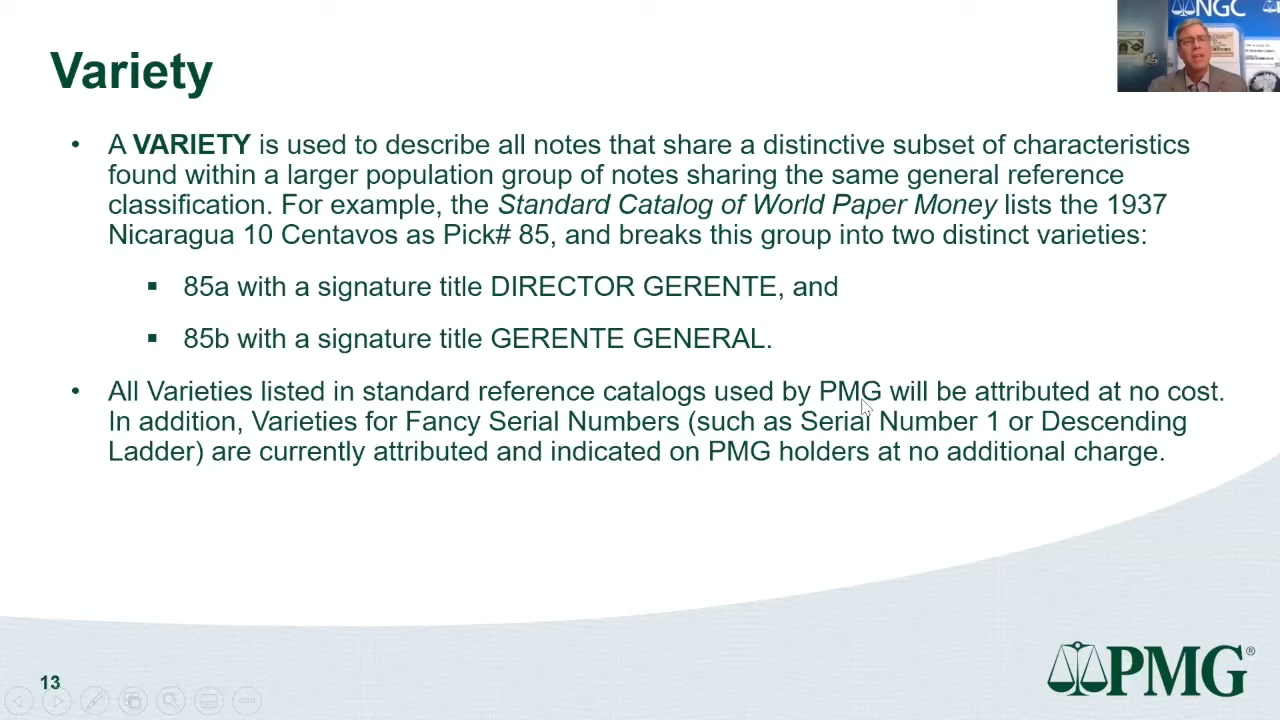 NGC
Variety
• A VARIETY is used to describe all notes that share a distinctive subset of characteristics
found within a larger population group of notes sharing the same general reference
classification. For example, the Standard Catalog of World Paper Money lists the 1937
Nicaragua 10 Centavos as Pick# 85, and breaks this group into two distinct varieties:
▪ 85a with a signature title DIRECTOR GERENTE, and
▪ 85b with a signature title GERENTE GENERAL.
• All Varieties listed in standard reference catalogs used by PMG will be attributed at no cost.
In addition, Varieties for Fancy Serial Numbers (such as Serial Number 1 or Descending
Ladder) are currently attributed and indicated on PMG holders at no additional charge.
13
PMG®